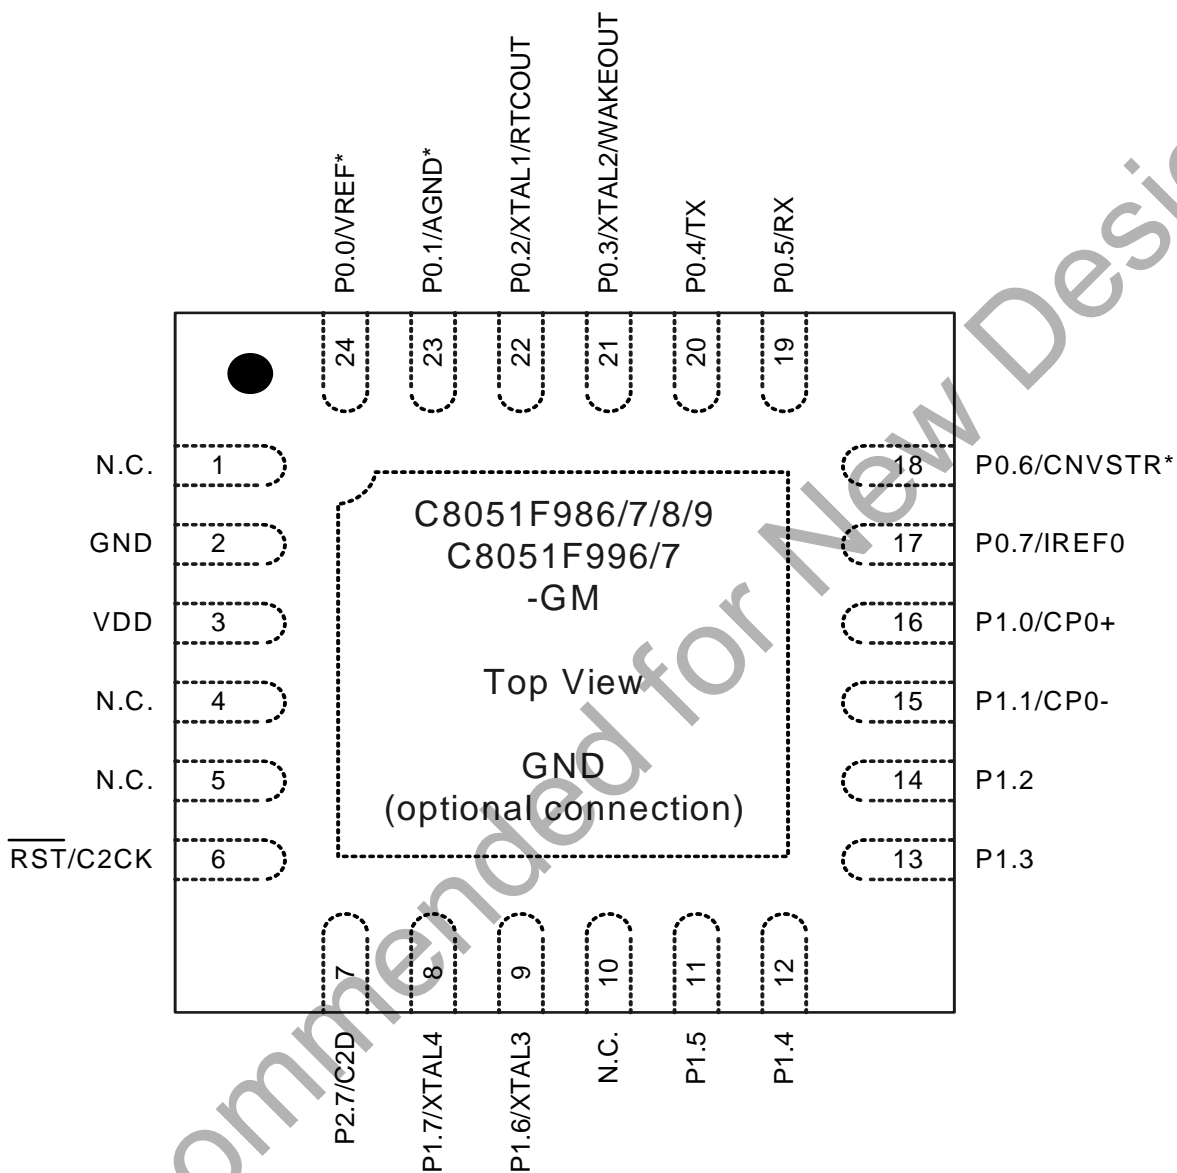 P0.0/VREF*
P0.1/AGND*
P0.2/XTAL1/RTCOUT
P0.3/XTAL2/WAKEOUT
P0.4/TX
P0.5/RX
24
23
22
21
20
19
N.C. 1
GND 2
VDD 3
N.C. 4
N.C. 5
RST/C2CK 6
C8051F986/7/8/9
C8051F996/7
-GM
Top View
GND
(optional connection)
18 P0.6/CNVSTR*
17 P0.7/IREF0
16 P1.0/CP0+
15 P1.1/CP0-
14 P1.2
13 P1.3
7
8
9
10
11
12
P2.7/C2D
P1.7/XTAL4
P1.6/XTAL3
N.C.
P1.5
P1.4
ommended for New Desi